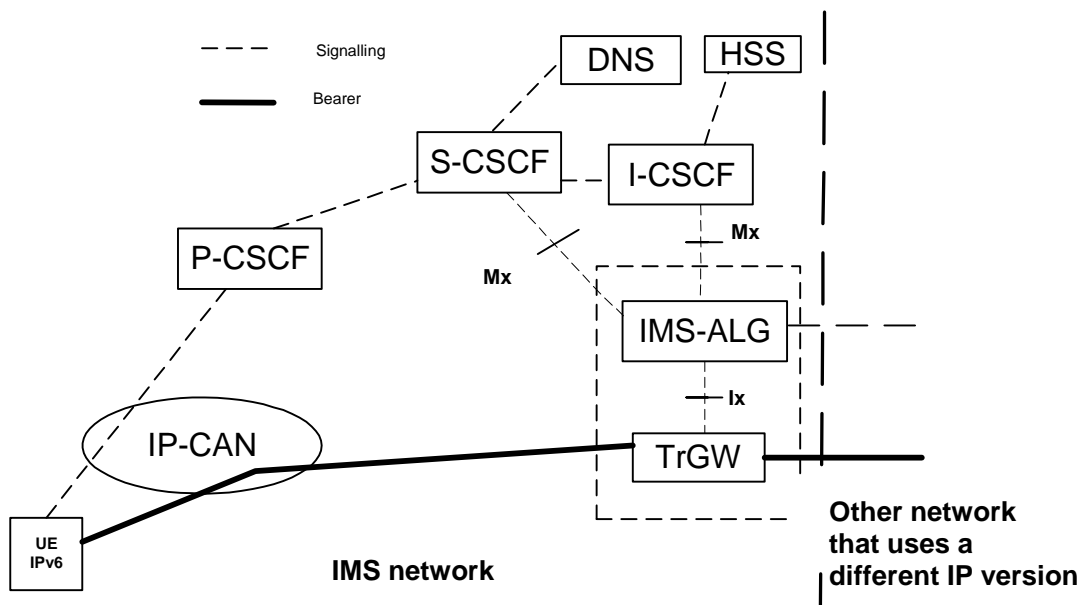 Signalling
Bearer
DNS
HSS
S-CSCF
I-CSCF
P-CSCF
Mx
Mx
IMS-ALG
Ix
IP-CAN
TrGW
UE
IPv6
IMS network
Other network
that uses a
different IP version